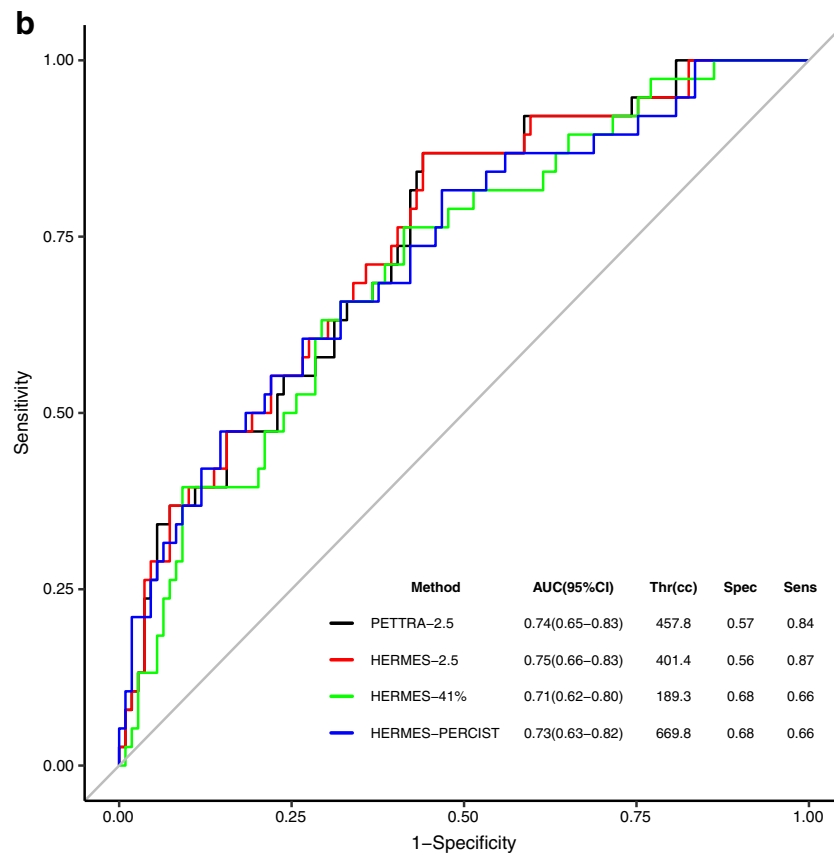 b
1.00
0.75
0.50
0.25
0.00
Sensitivity
Method AUC(95%CI) Thr(cc) Spec Sens
PETTRA−2.5 0.74(0.65−0.83) 457.8 0.57 0.84
HERMES−2.5 0.75(0.66−0.83) 401.4 0.56 0.87
HERMES−41% 0.71(0.62−0.80) 189.3 0.68 0.66
HERMES−PERCIST 0.73(0.63−0.82) 669.8 0.68 0.66
0.00 0.25 0.50 0.75 1.00
1−Specificity